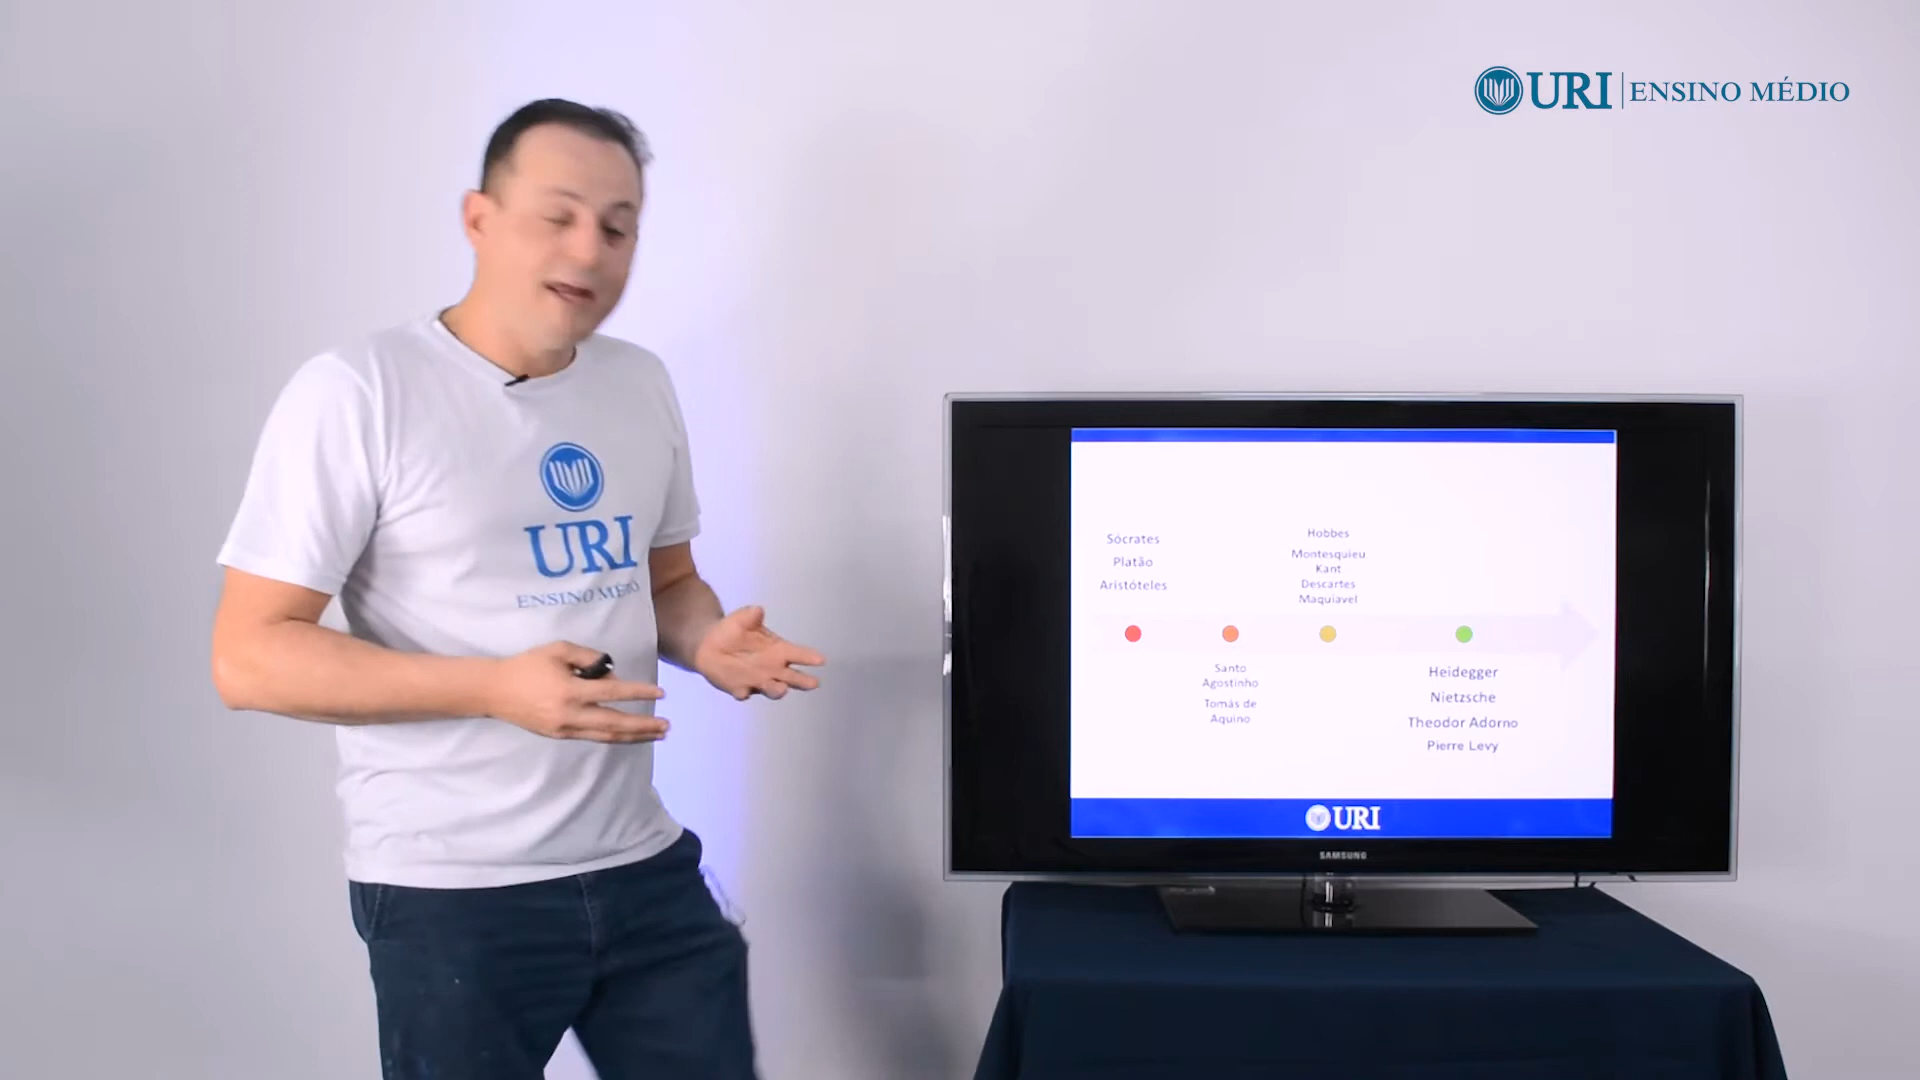 URI | ENSINO MÉDIO
URI
ENSINO MÉDIO
Sócrates
Platão
Aristóteles
Hobbes
Montesquieu
Kant
Descartes
Maquiavel
Santo
Agostinho
Tomás de
Aquino
Heidegger
Nietzsche
Theodor Adorno
Pierre Levy
URI
SAMSUNG